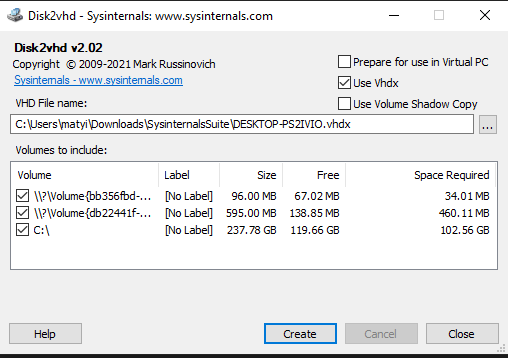 Disk2vhd - Sysinternals: www.sysinternals.com
Disk2vhd v2.02
Copyright © 2009-2021 Mark Russinovich
Sysinternals - www.sysinternals.com
Prepare for use in Virtual PC
Use Vhdx
Use Volume Shadow Copy
VHD File name:
C:\Users\matyi\Downloads\SysinternalsSuite\DESKTOP-PS2IVIO.vhdx ...
Volumes to include:
Volume Label Size Free Space Required
\\?\Volume{bb356fbd-... [No Label] 96.00 MB 67.02 MB 34.01 MB
\\?\Volume{db22441f-... [No Label] 595.00 MB 138.85 MB 460.11 MB
C:\ [No Label] 237.78 GB 119.66 GB 102.56 GB
Help Create Cancel Close